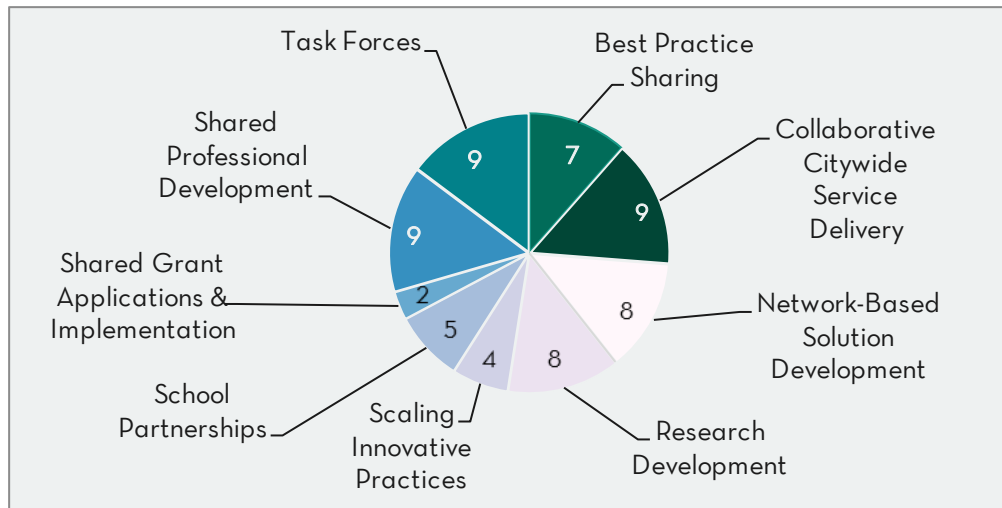 Task Forces
9
Best Practice
Sharing
7
Collaborative
Citywide
Service
Delivery
9
Network-Based
Solution
Development
8
Research
Development
8
Scaling
Innovative
Practices
4
School
Partnerships
5
Shared Grant
Applications &
Implementation
2
Shared
Professional
Development
9